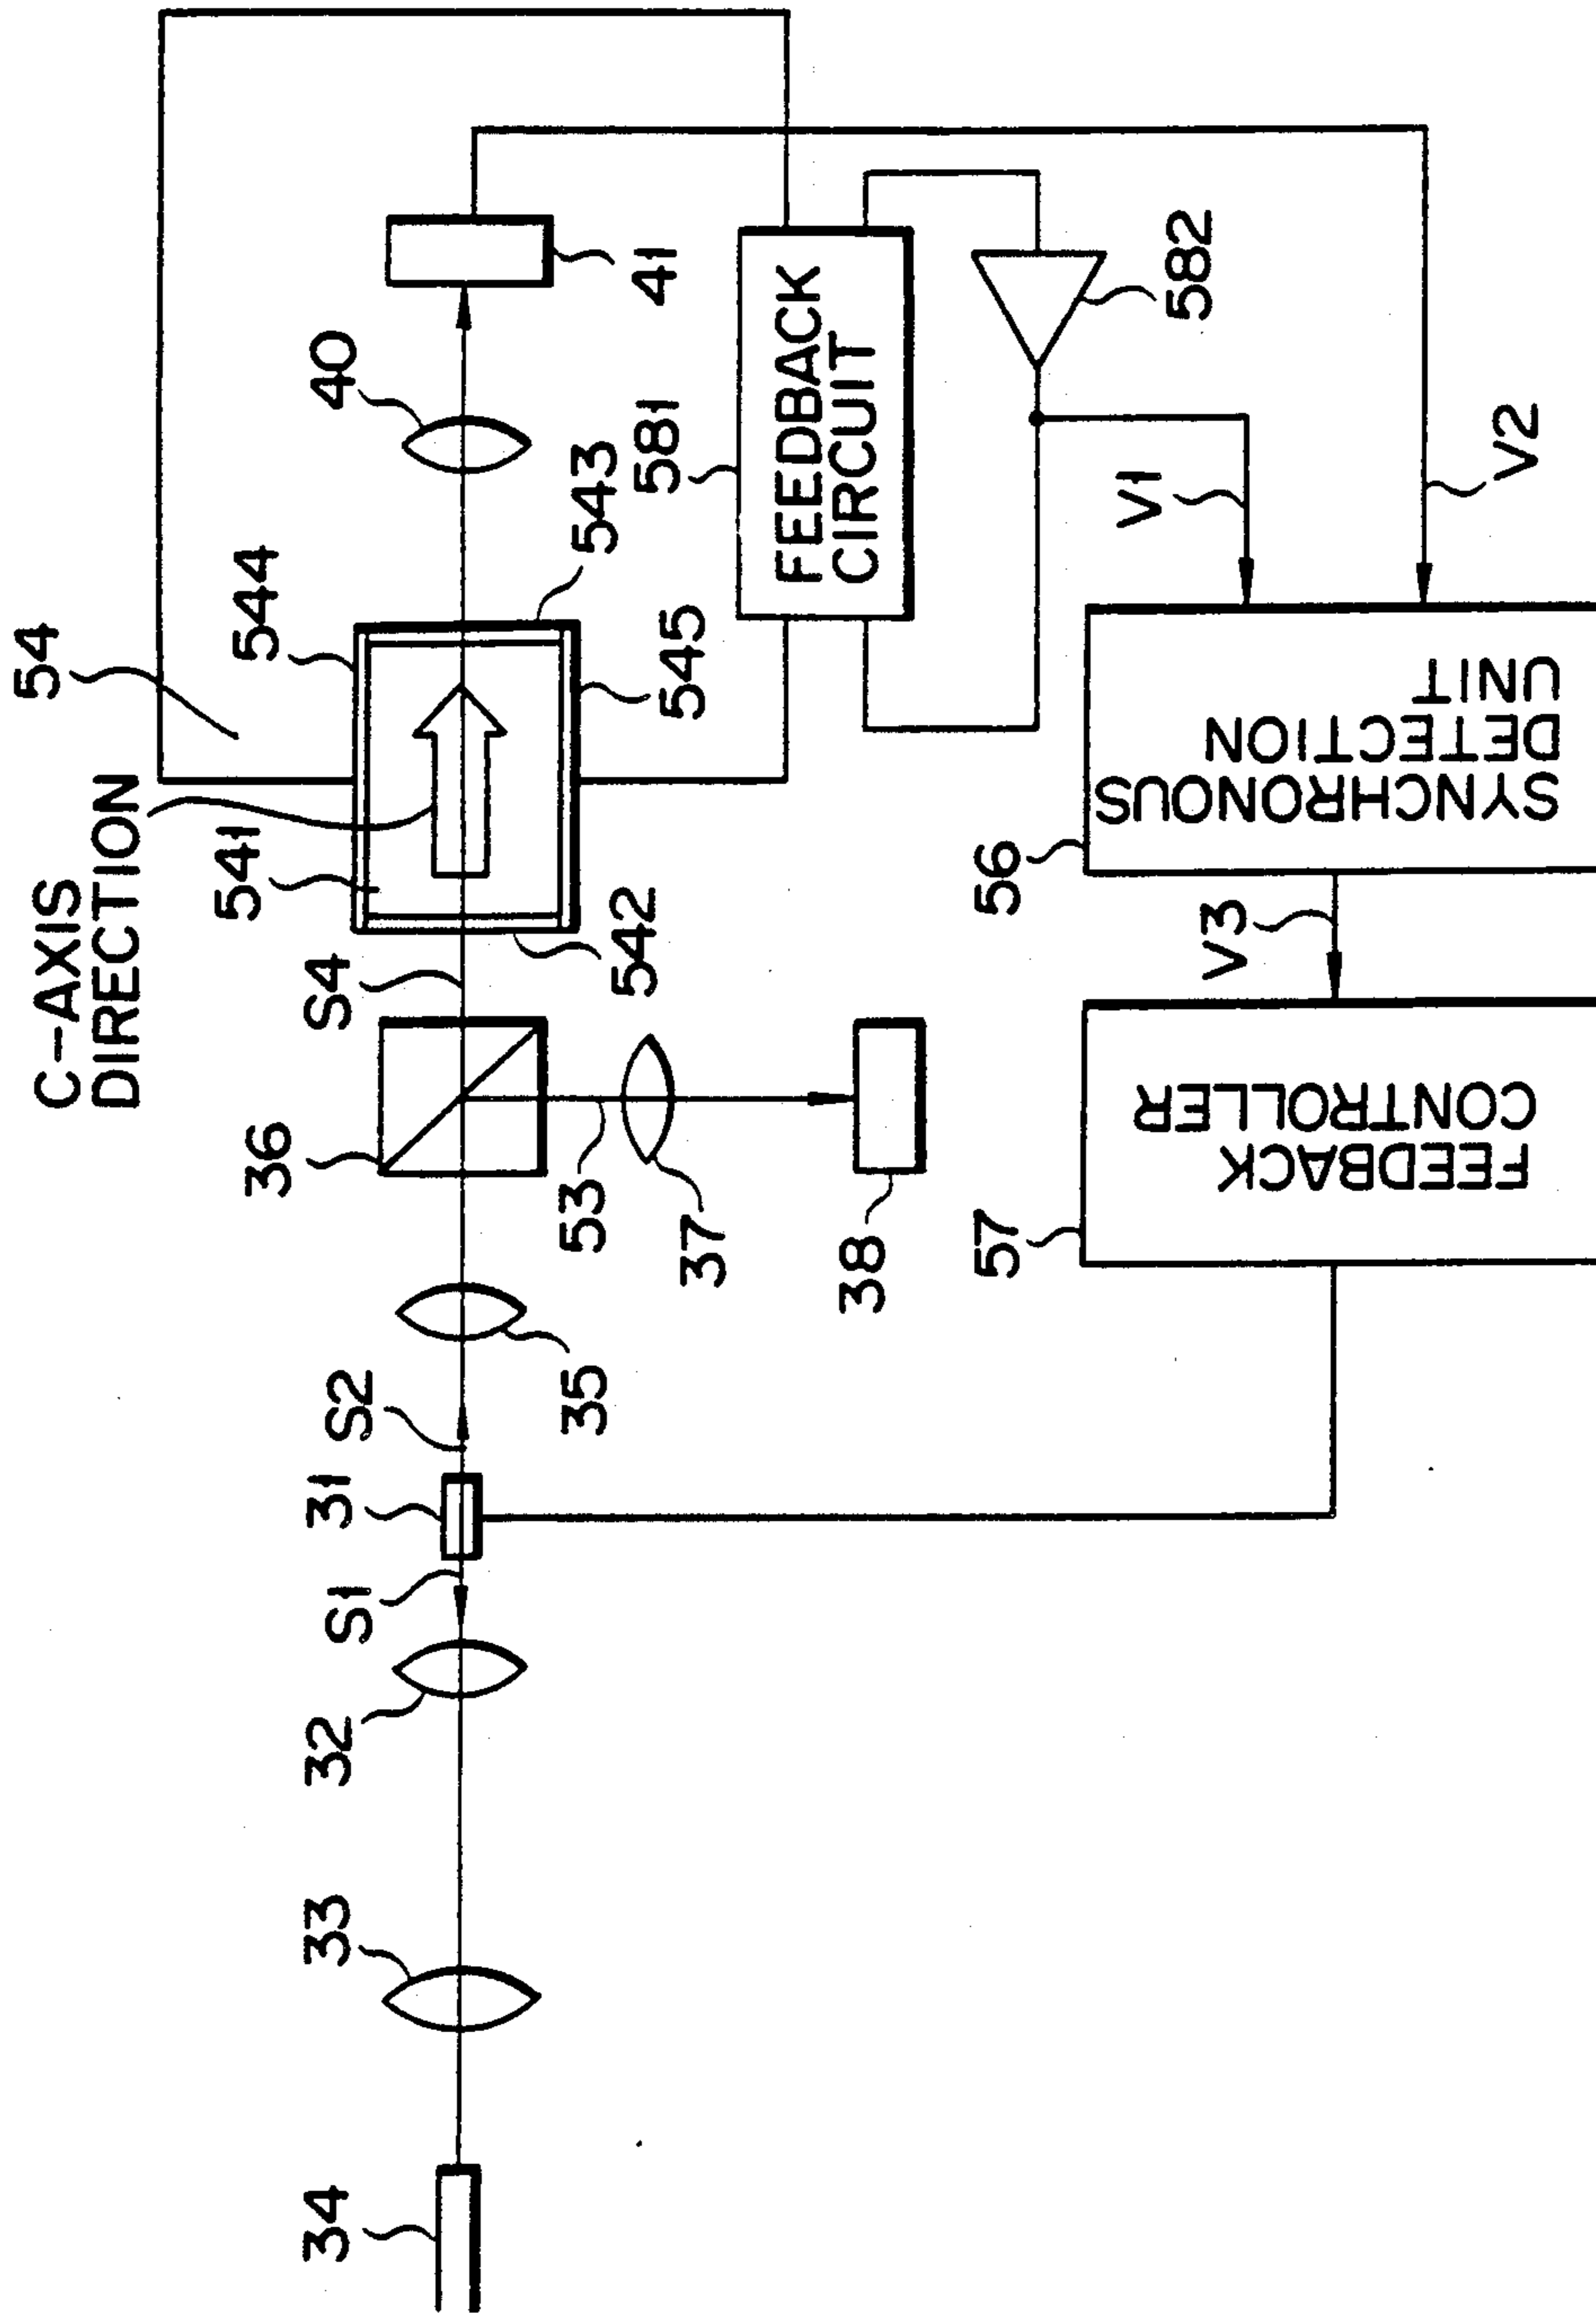 C-AXIS
DIRECTION
54
541
544
34
33
32
S1
31
S2
35
36
S4
542
543
545
40
41
53
37
38
581
FEEDBACK
CIRCUIT
582
57
FEEDBACK
CONTROLLER
V3
56
SYNCHRONOUS
DETECTION
UNIT
V1
V2